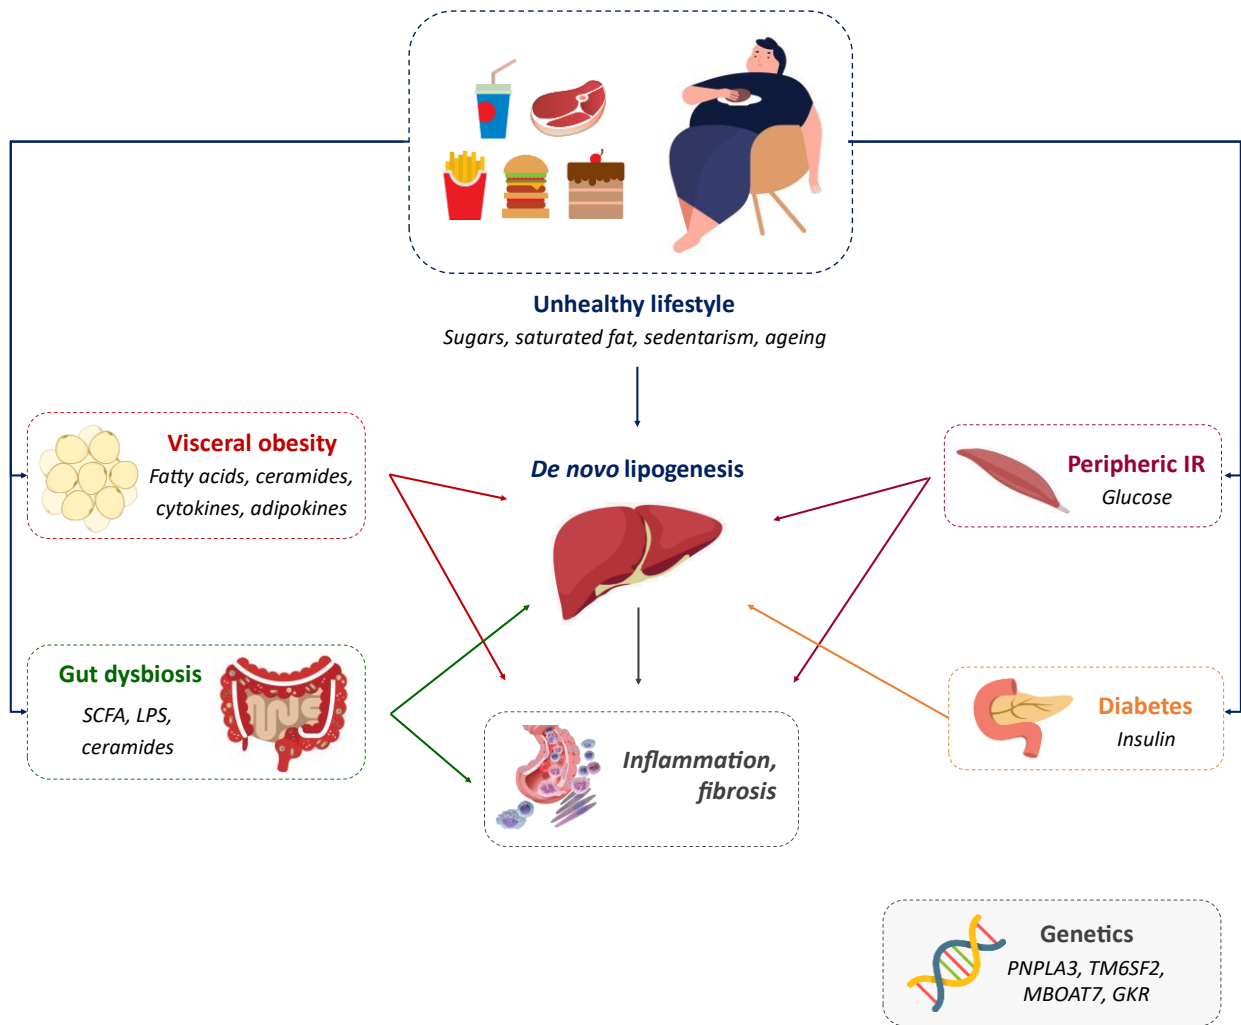 Unhealthy lifestyle
Sugars, saturated fat, sedentarism, ageing
Visceral obesity
Fatty acids, ceramides,
cytokines, adipokines
De novo lipogenesis
Peripheric IR
Glucose
Gut dysbiosis
SCFA, LPS,
ceramides
Inflammation,
fibrosis
Diabetes
Insulin
Genetics
PNPLA3, TM6SF2,
MBOAT7, GKR